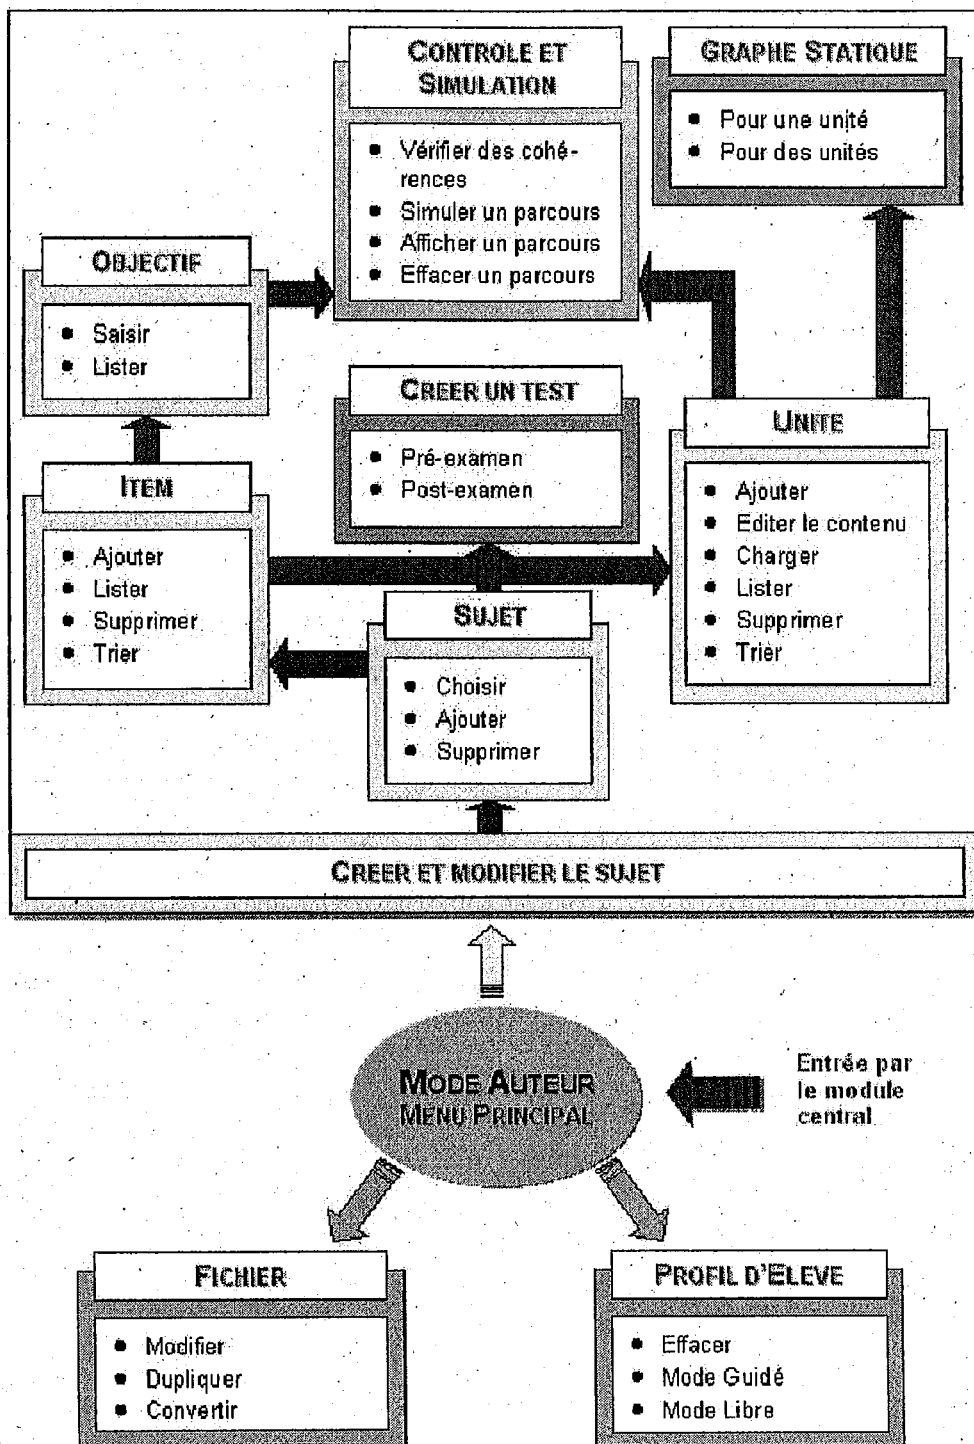 CONTROLE ET
SIMULATION
• Vérifier des cohé-
rences
• Simuler un parcours
• Afficher un parcours
• Effacer un parcours
GRAPHE STATIQUE
• Pour une unité
• Pour des unités
OBJECTIF
• Saisir
• Lister
CREER UN TEST
• Pré-examen
• Post-examen
UNITE
• Ajouter
• Editer le contenu
• Charger
• Lister
• Supprimer
• Trier
ITEM
• Ajouter
• Lister
• Supprimer
• Trier
SUJET
• Choisir
• Ajouter
• Supprimer
CREER ET MODIFIER LE SUJET
MODE AUTEUR
MENU PRINCIPAL
Entrée par
le module
central
FICHIER
• Modifier
• Dupliquer
• Convertir
PROFIL D'ELEVE
• Effacer
• Mode Guidé
• Mode Libre